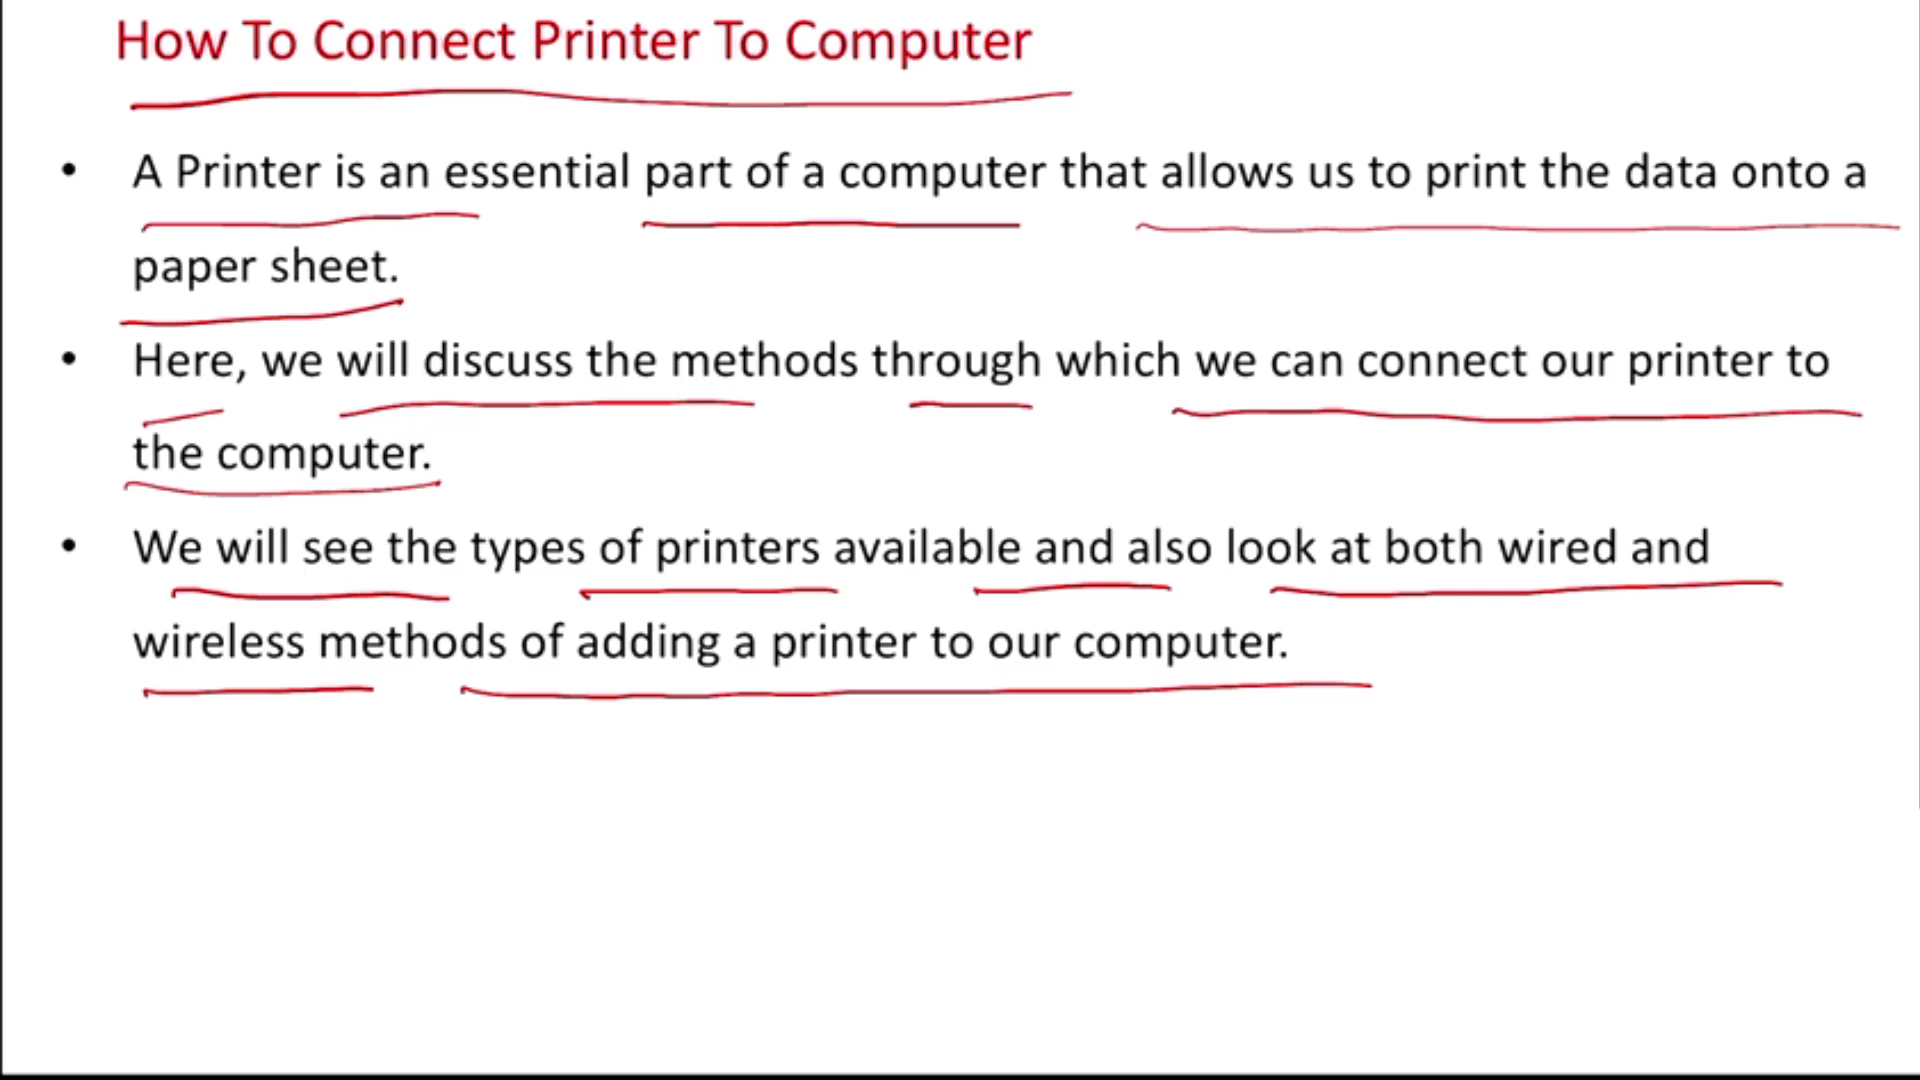 How To Connect Printer To Computer
• A Printer is an essential part of a computer that allows us to print the data onto a
paper sheet.
• Here, we will discuss the methods through which we can connect our printer to
the computer.
• We will see the types of printers available and also look at both wired and
wireless methods of adding a printer to our computer.